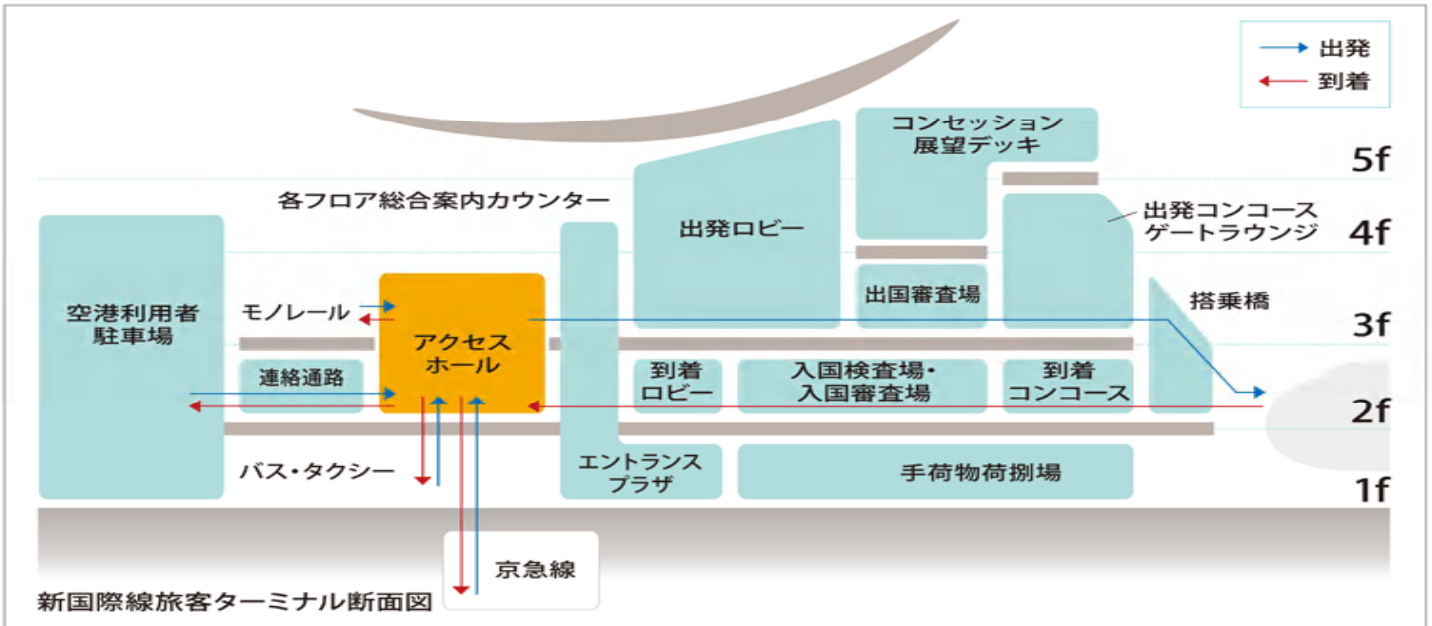 出発
到着
コンセッション
展望デッキ
5f
各フロア総合案内カウンター
出発ロビー
出発コンコース
ゲートラウンジ
4f
空港利用者
駐車場
モノレール
アクセス
ホール
出国審査場
搭乗橋
3f
連絡通路
到着
ロビー
入国検査場・
入国審査場
到着
コンコース
2f
バス・タクシー
エントランス
プラザ
手荷物荷捌場
1f
京急線
新国際線旅客ターミナル断面図